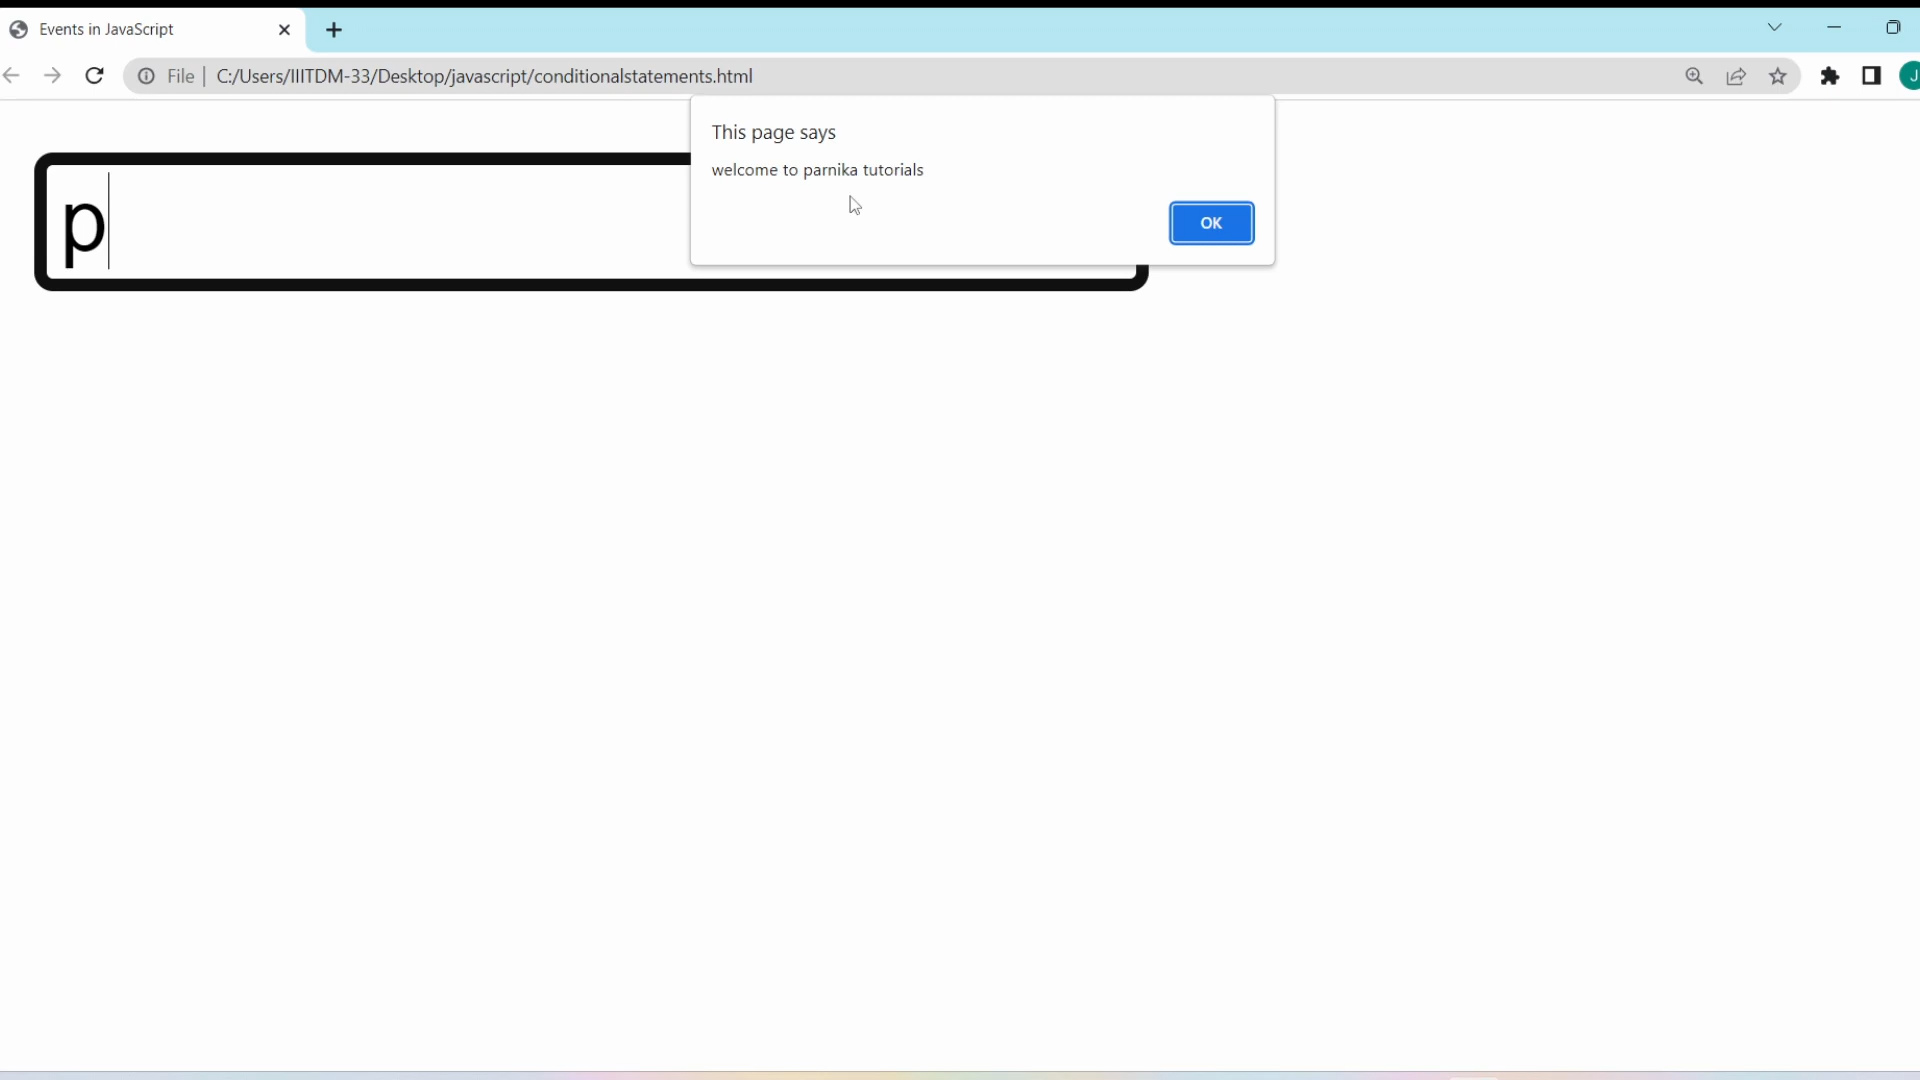 Events in JavaScript
File
C:/Users/IIITDM-33/Desktop/javascript/conditionalstatements.html
J
This page says
welcome to parnika tutorials
OK
p